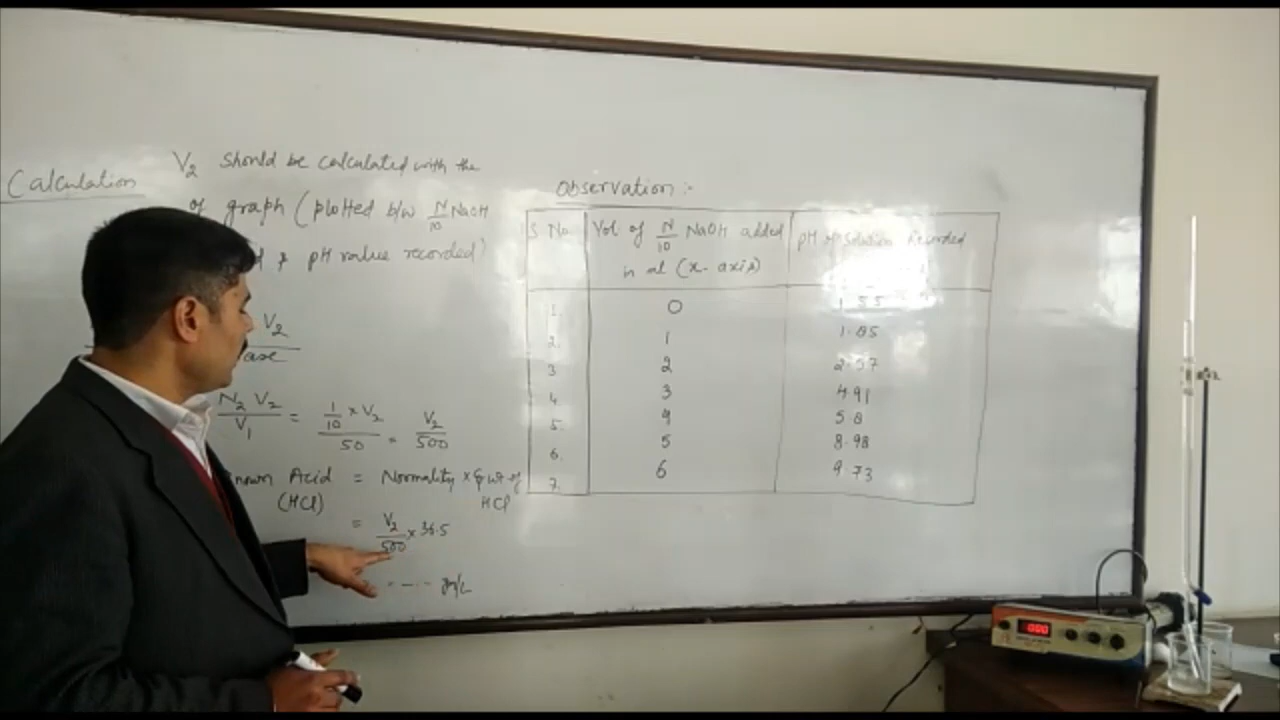 Calculation
V₂ should be calculated with the
of graph (plotted b/w N/10 NaOH
& pH value recorded)
V₂
N₂ V₂ / V₁ = 1/10 × V₂ / 50 = V₂/500
Acid = Normality × Eq wt of
(HCl) HCl
= V₂/500 × 36.5
= -- -- gm/L
Observation :-
S No. Vol of N/10 NaOH added pH of Solution Recorded
in ml (x-axis)
1. 0 1.55
2. 1 1.85
3 2 2.57
4 3 4.91
5. 4 5.8
6. 5 8.98
7. 6 9.73
000